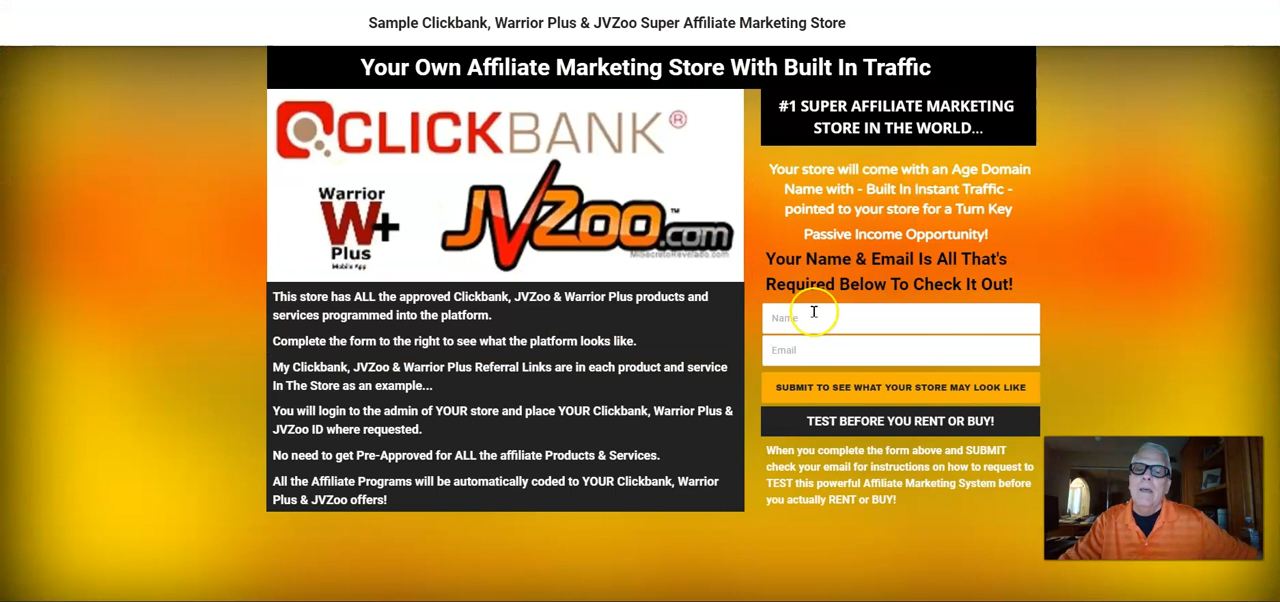 Sample Clickbank, Warrior Plus & JVZoo Super Affiliate Marketing Store
Your Own Affiliate Marketing Store With Built In Traffic
CLICKBANK®
Warrior
W+
Plus
Mobile App
JVZoo.com™
MiSecretoRevelado.com
This store has ALL the approved Clickbank, JVZoo & Warrior Plus products and
services programmed into the platform.
Complete the form to the right to see what the platform looks like.
My Clickbank, JVZoo & Warrior Plus Referral Links are in each product and service
In The Store as an example...
You will login to the admin of YOUR store and place YOUR Clickbank, Warrior Plus &
JVZoo ID where requested.
No need to get Pre-Approved for ALL the affiliate Products & Services.
All the Affiliate Programs will be automatically coded to YOUR Clickbank, Warrior
Plus & JVZoo offers!
#1 SUPER AFFILIATE MARKETING
STORE IN THE WORLD...
Your store will come with an Age Domain
Name with - Built In Instant Traffic -
pointed to your store for a Turn Key
Passive Income Opportunity!
Your Name & Email Is All That's
Required Below To Check It Out!
Name
Email
SUBMIT TO SEE WHAT YOUR STORE MAY LOOK LIKE
TEST BEFORE YOU RENT OR BUY!
When you complete the form above and SUBMIT
check your email for instructions on how to request to
TEST this powerful Affiliate Marketing System before
you actually RENT or BUY!